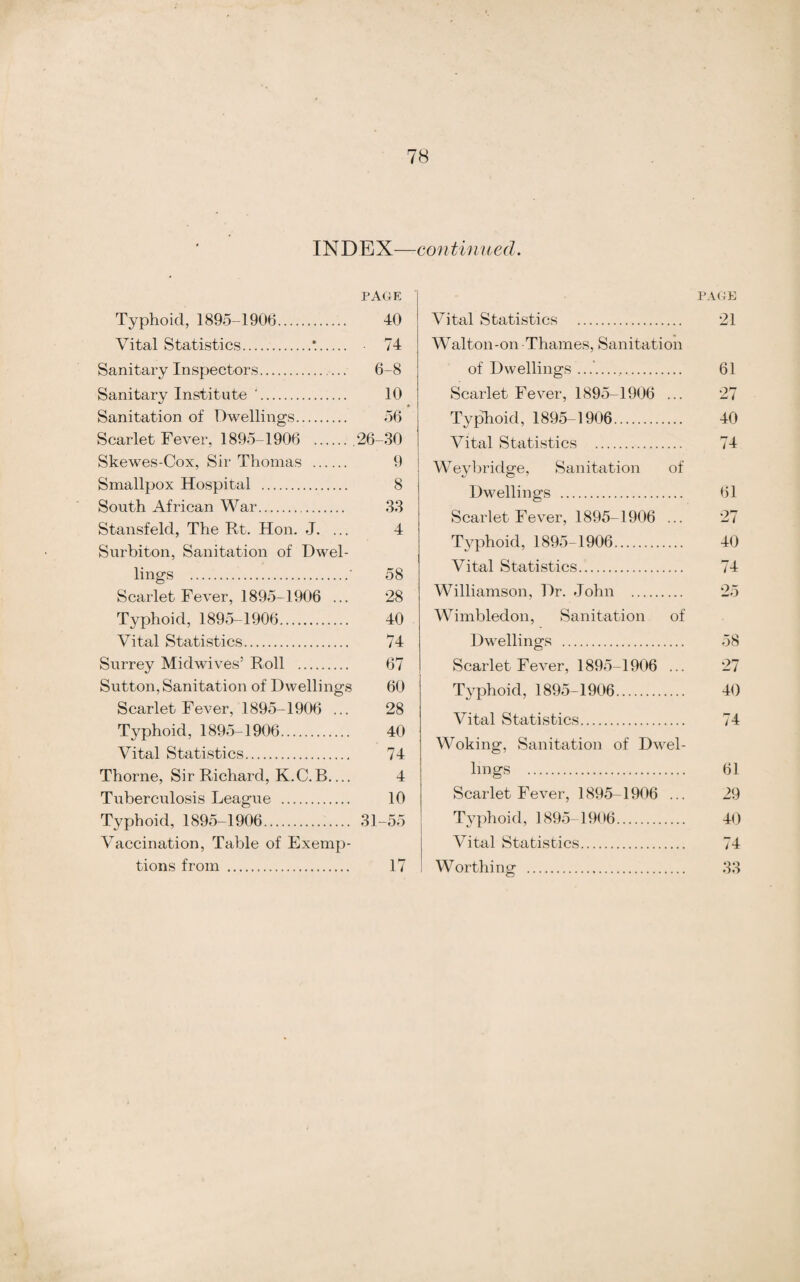 78
INDEX—continued.
PAGE
Typhoid, 1895-1906............ 40
Vital Statistics.................. 74
Sanitary Inspectors............... 6-8
Sanitary Institute ................ 10
Sanitation of Dwellings......... 56
Scarlet Fever, 1895-1906 ....... 26-30
Skewes-Cox, Sir Thomas ...... 9
Smallpox Hospital ............... 8
South African War............... 33
Stansfeld, The Rt. Hon. J. ... 4
Surbiton, Sanitation of Dwel-
lings ........................... 58
Scarlet Fever, 1895-1906 ... 28
Typhoid, 1895-1906............ 40
Vital Statistics.................. 74
Surrey Midwives’ Roll ......... 67
Sutton, Sanitation of Dwellings 60
Scarlet Fever, 1895-1906 ... 28
Typhoid, 1895-1906............ 40
Vital Statistics.................. 74
Thorne, Sir Richard, K.C.B.... 4
Tuberculosis League ............ 10
Typhoid, 1895-1906............... 31-55
Vaccination, Table of Exemp-
tions from ..................... 17
PAGE
Vital Statistics .................. 21
Walton-on-Thames, Sanitation
of Dwellings .................. 61
Scarlet Fever, 1895-1906 ... 27
Typhoid, 1895-1906............ 40
Vital Statistics ............... 74
Weybridge, Sanitation of
Dwellings ..................... 61
Scarlet Fever, 1895-1906 ... 27
Typhoid, 1895-1906............ 40
Vital Statistics.................. 74
Williamson, Dr. John ......... 25
Wimbledon, Sanitation of
Dwellings ..................... 58
Scarlet Fever, 1895-1906 ... 27
Typhoid, 1895-1906............ 40
Vital Statistics.................. 74
Woking, Sanitation of Dwel-
lings ........................... 61
Scarlet Fever, 1895-1906 ... 29
Typhoid, 1895-1906............ 40
Vital Statistics.................. 74
Worthing ........................... 33